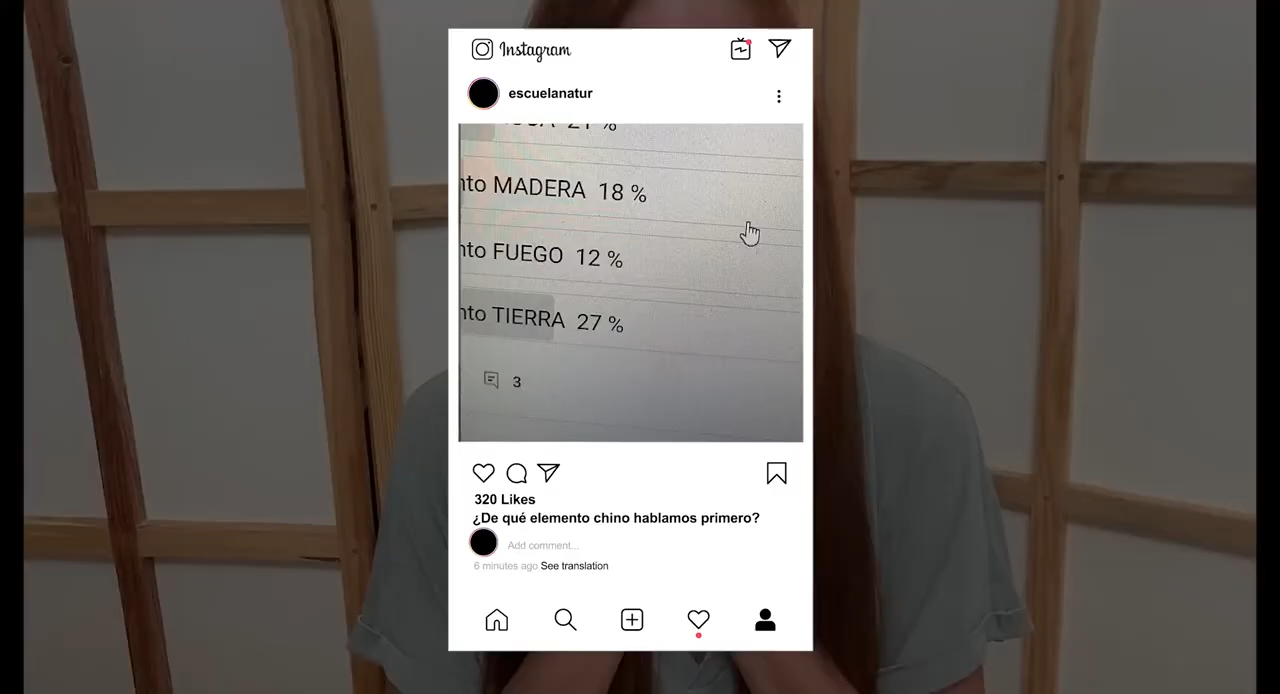 Instagram
escuelanatur
21 %
nto MADERA 18 %
nto FUEGO 12 %
nto TIERRA 27 %
3
320 Likes
¿De qué elemento chino hablamos primero?
Add comment...
6 minutes ago See translation